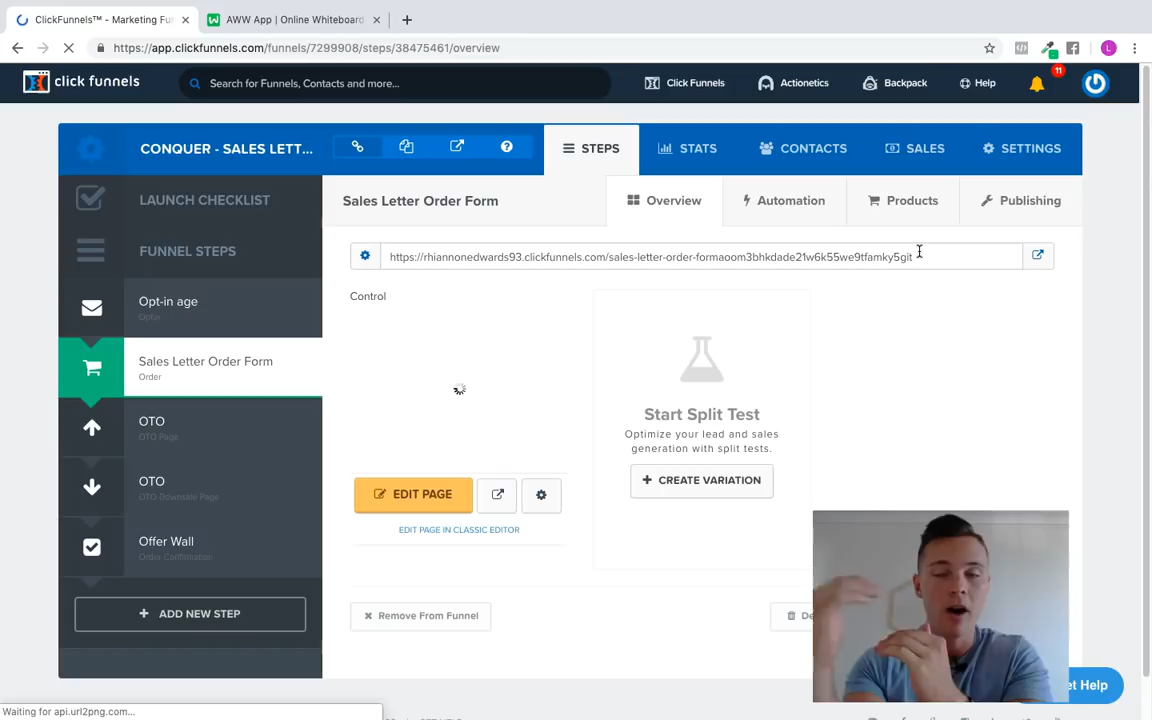 ClickFunnels™ - Marketing Fu
AWW App | Online Whiteboard
https://app.clickfunnels.com/funnels/7299908/steps/38475461/overview
L
click funnels
Search for Funnels, Contacts and more...
Click Funnels
Actionetics
Backpack
Help
11
CONQUER - SALES LETT...
STEPS
STATS
CONTACTS
SALES
SETTINGS
LAUNCH CHECKLIST
FUNNEL STEPS
Sales Letter Order Form
Overview
Automation
Products
Publishing
https://rhiannonedwards93.clickfunnels.com/sales-letter-order-formaoom3bhkdade21w6k55we9tfamky5git
Control
Opt-in age
Optin
Sales Letter Order Form
Order
OTO
OTO Page
OTO
OTO Downsale Page
Offer Wall
Order Confirmation
+ ADD NEW STEP
Start Split Test
Optimize your lead and sales
generation with split tests.
+ CREATE VARIATION
EDIT PAGE
EDIT PAGE IN CLASSIC EDITOR
Remove From Funnel
De
et Help
Waiting for api.url2png.com...